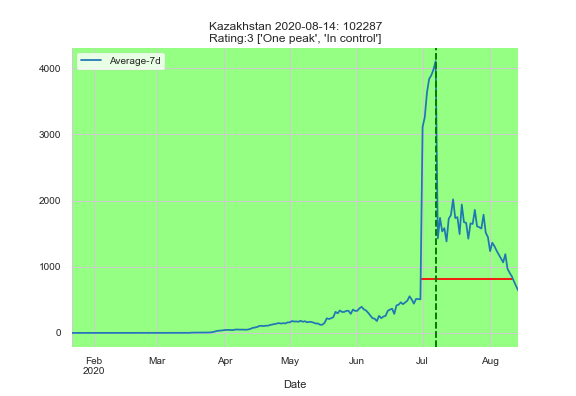 Kazakhstan 2020-08-14: 102287
Rating:3 ['One peak', 'In control']
Average-7d
4000
3000
2000
1000
0
Feb Mar Apr May Jun Jul Aug
2020
Date